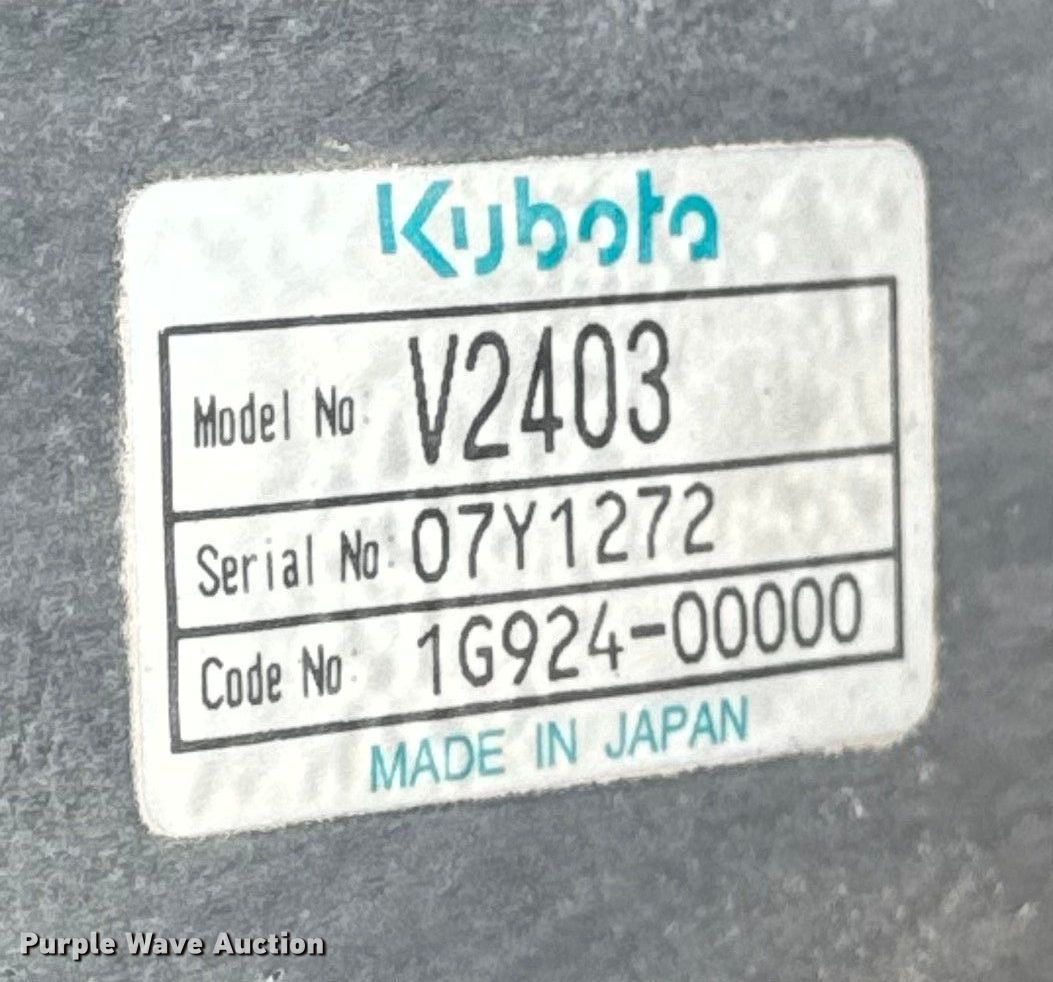 Kubota
Model No: V2403
Serial No: 07Y1272
Code No: 1G924-00000
MADE IN JAPAN
Purple Wave Auction